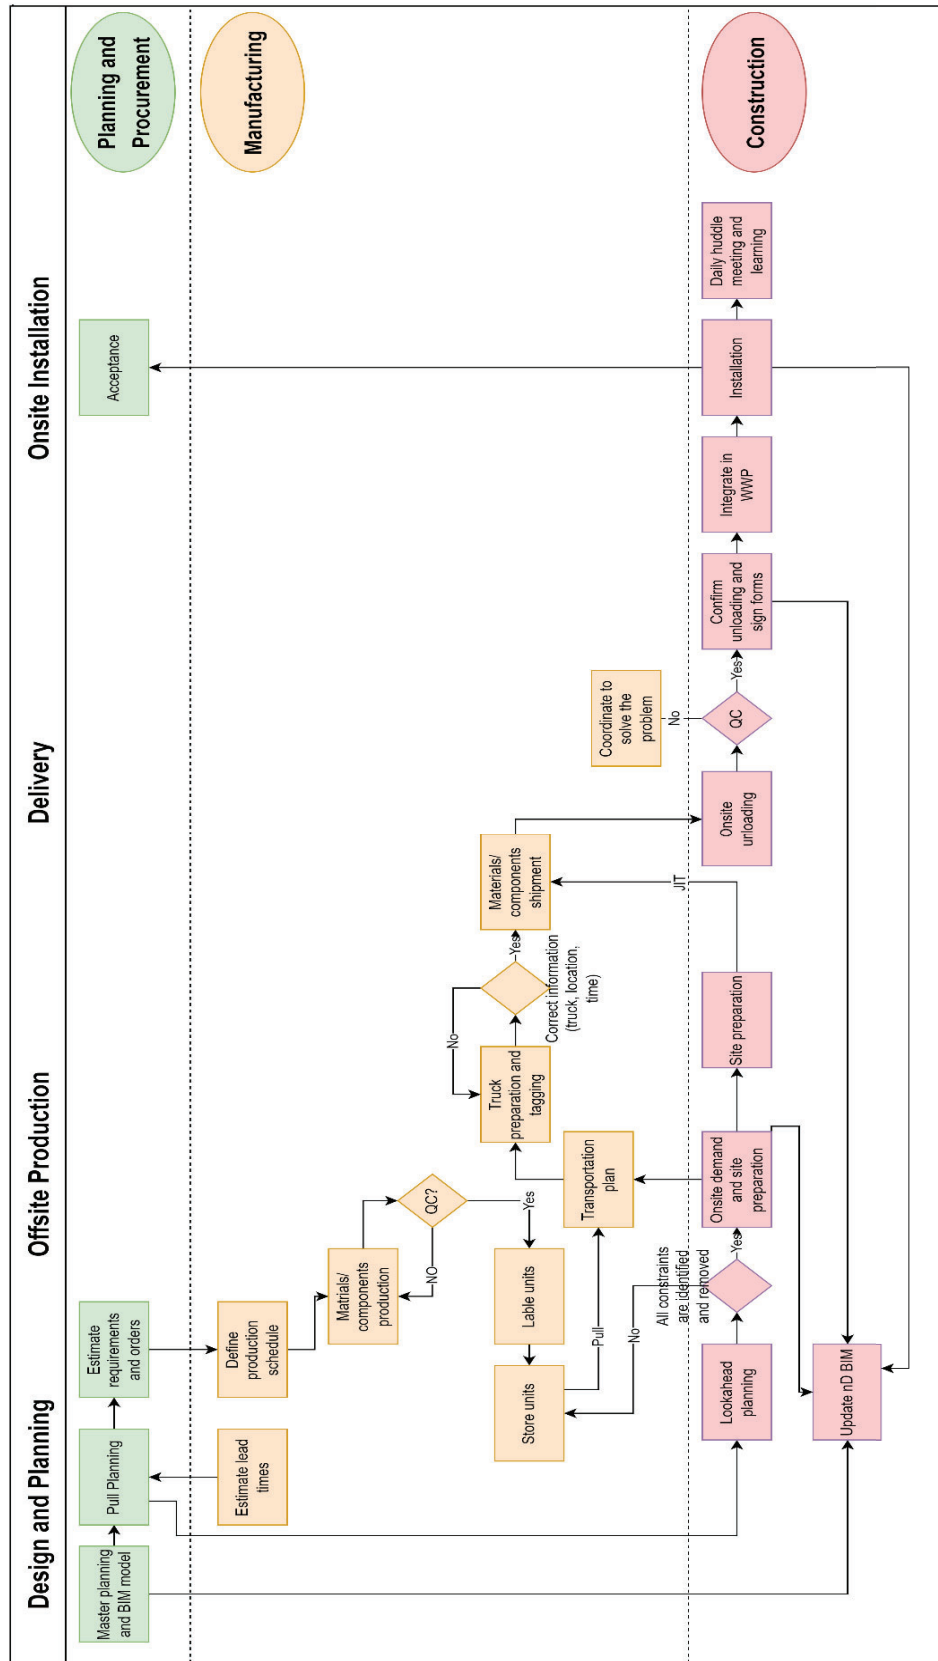 Design and Planning
Offsite Production
Delivery
Onsite Installation
Planning and
Procurement
Master planning
and BIM model
Pull Planning
Estimate
requirements
and orders
Acceptance
Manufacturing
Estimate lead
times
Define
production
schedule
Matrials/
components
production
NO
QC?
Yes
Lable units
Store units
Pull
Transportation
plan
Truck
preparation and
tagging
No
Yes
Correct information
(truck, location,
time)
Materials/
components
shipment
Coordinate to
solve the
problem
Construction
Lookahead
planning
No
All constraints
are identified
and removed
Yes
Onsite demand
and site
preparation
Site preparation
JIT
Onsite
unloading
QC
No
Yes
Confirm
unloading and
sign forms
Integrate in
WWP
Installation
Daily huddle
meeting and
learning
Update nD BIM